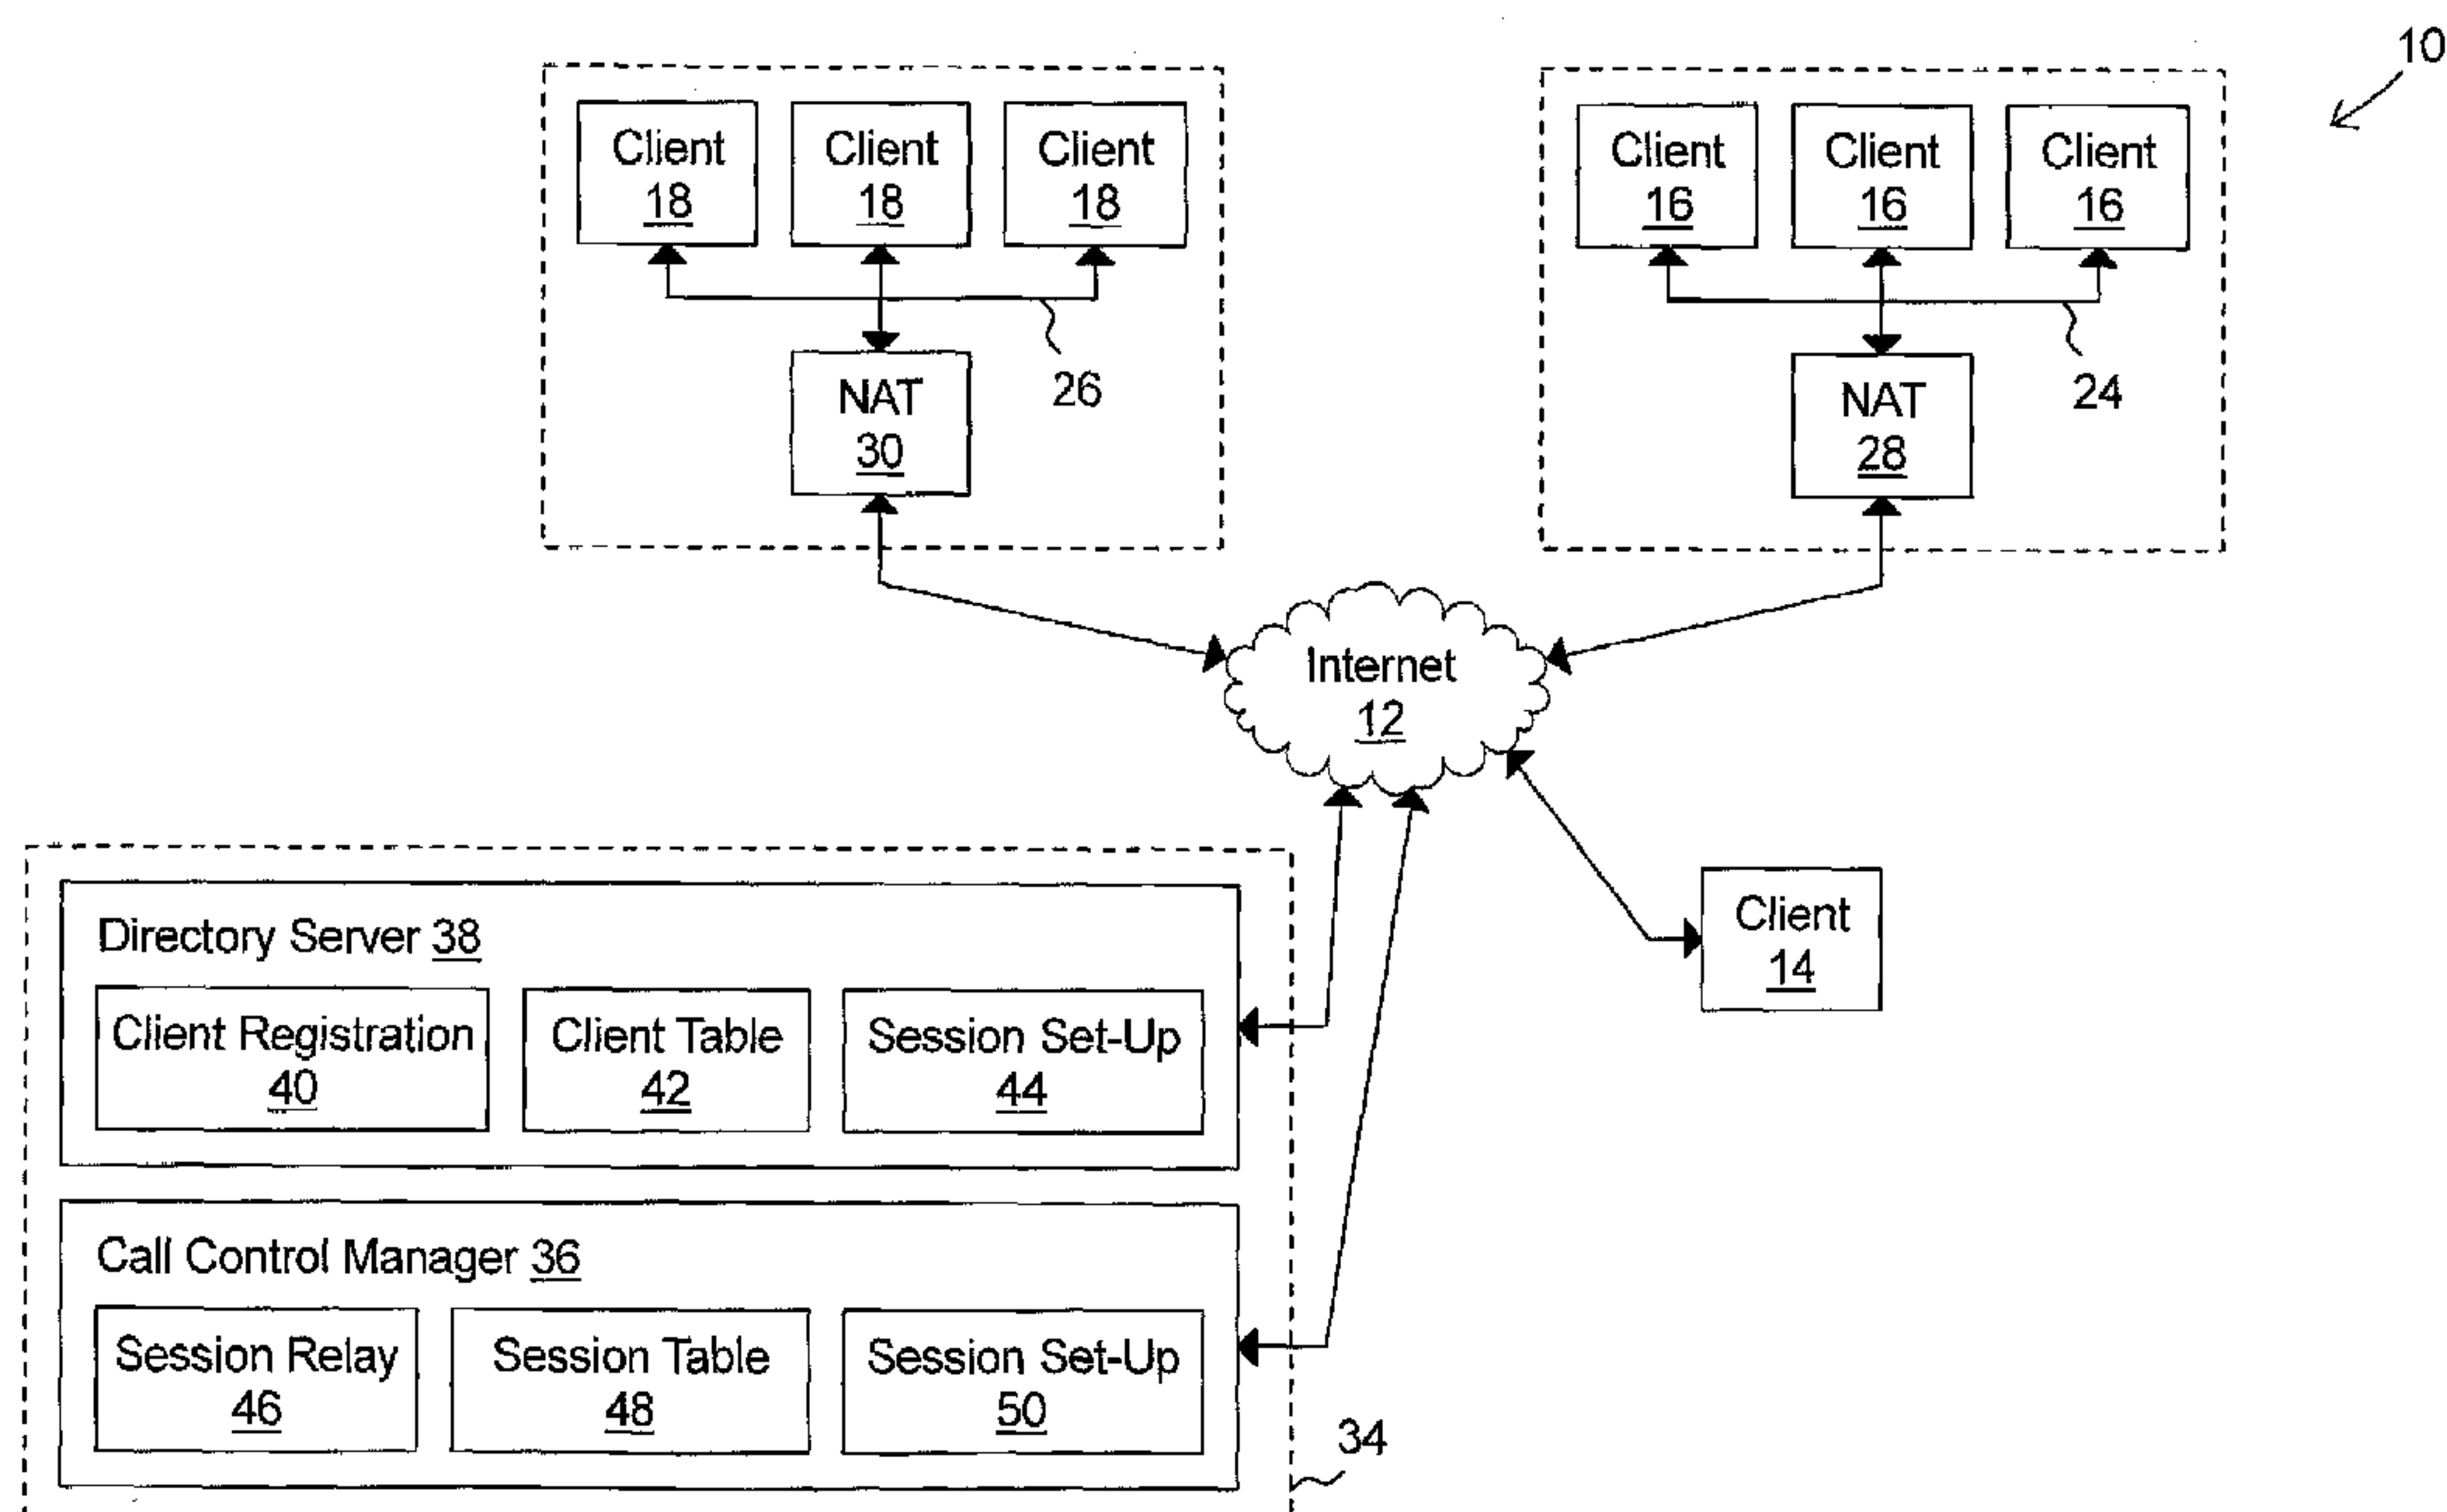 10
Client
18
Client
18
Client
18
Client
16
Client
16
Client
16
26
24
NAT
30
NAT
28
Internet
12
Client
14
Directory Server 38
Client Registration
40
Client Table
42
Session Set-Up
44
Call Control Manager 36
Session Relay
46
Session Table
48
Session Set-Up
50
34